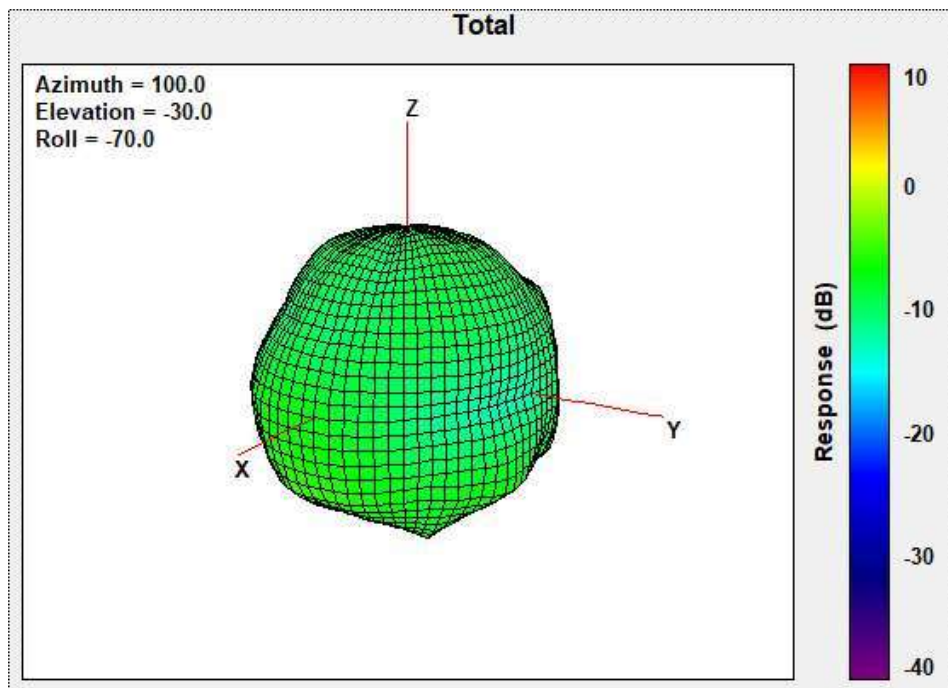 Total
Azimuth = 100.0
Elevation = -30.0
Roll = -70.0
Z
X
Y
Response (dB)
10
0
-10
-20
-30
-40